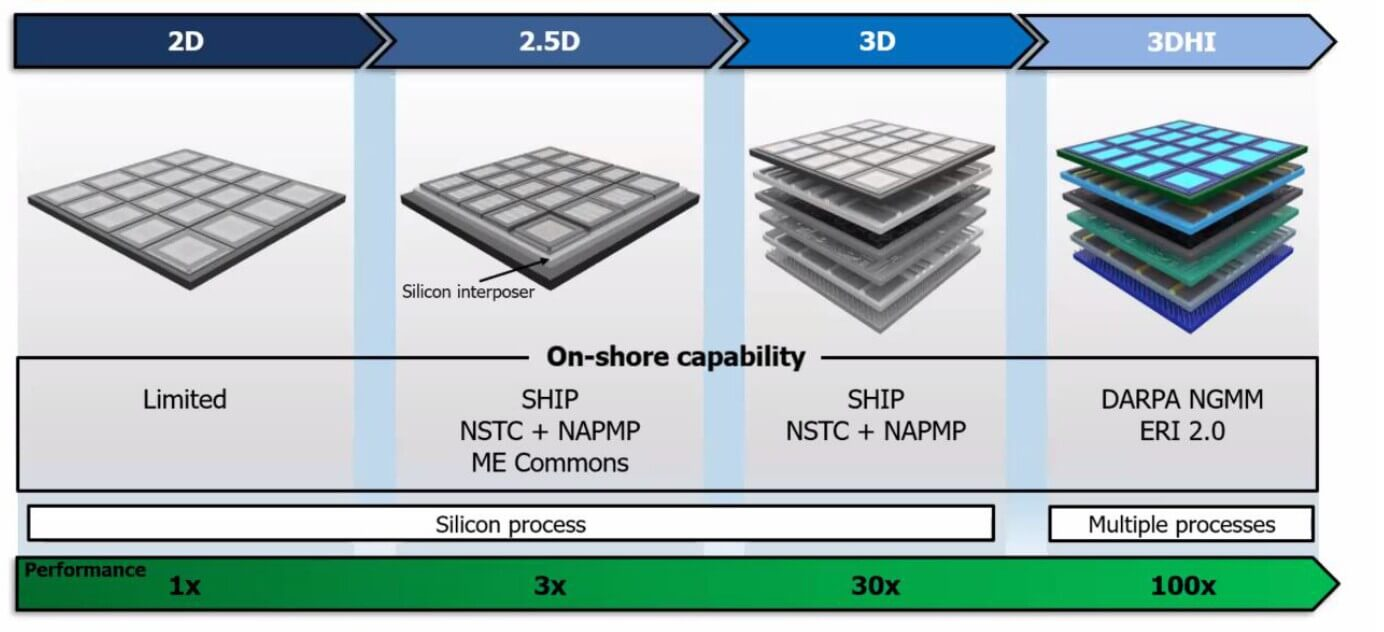 2D 2.5D 3D 3DHI
Silicon interposer
On-shore capability
Limited SHIP SHIP DARPA NGMM
NSTC + NAPMP NSTC + NAPMP ERI 2.0
ME Commons
Silicon process Multiple processes
Performance
1x 3x 30x 100x